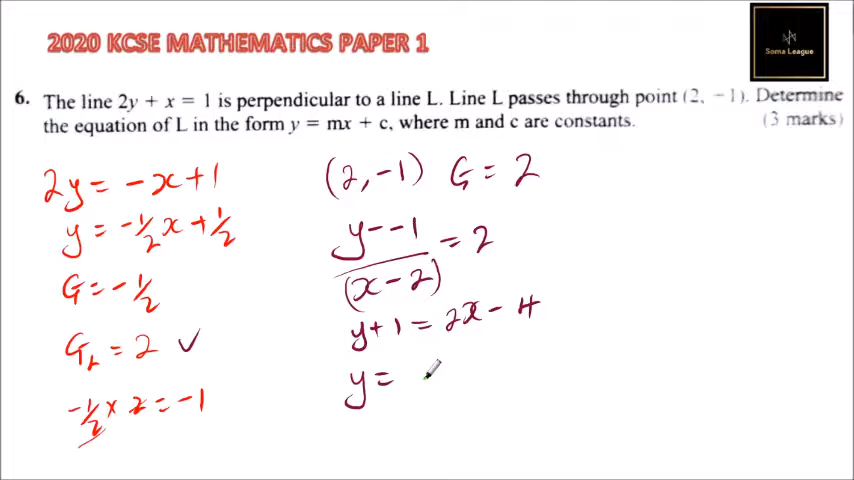 2020 KCSE MATHEMATICS PAPER 1
Soma League
6. The line 2y + x = 1 is perpendicular to a line L. Line L passes through point (2, −1). Determine
the equation of L in the form y = mx + c, where m and c are constants. (3 marks)
2y = -x + 1
y = -1/2 x + 1/2
G = -1/2
G₂ = 2 ✓
-1/2 × 2 = -1
(2, -1) G = 2
y - -1
/(x - 2) = 2
y + 1 = 2x - 4
y =